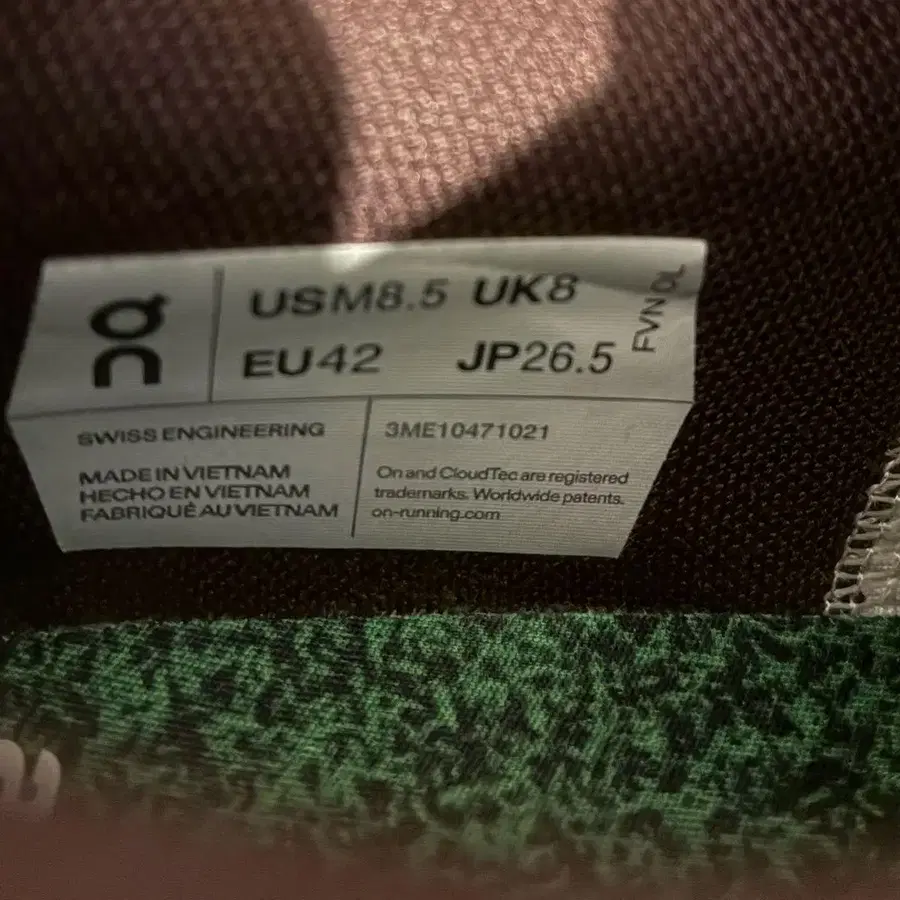 On
USM8.5 UK8
EU42 JP26.5
FVN QL
SWISS ENGINEERING
MADE IN VIETNAM
HECHO EN VIETNAM
FABRIQUÉ AU VIETNAM
3ME10471021
On and CloudTec are registered
trademarks. Worldwide patents.
on-running.com